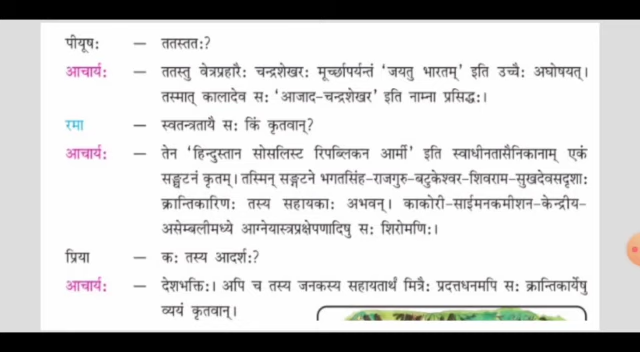 पीयूषः – ततस्ततः?
आचार्यः – ततस्तु वेत्रप्रहारैः चन्द्रशेखरः मूर्च्छापर्यन्तं ‘जयतु भारतम्’ इति उच्चैः अघोषयत्।
तस्मात् कालादेव सः ‘आजाद-चन्द्रशेखर’ इति नाम्ना प्रसिद्धः।
रमा – स्वतन्त्रतायै सः किं कृतवान्?
आचार्यः – तेन ‘हिन्दुस्तान सोसलिस्ट रिपब्लिकन आर्मी’ इति स्वाधीनतासैनिकानाम् एकं
सङ्घटनं कृतम्। तस्मिन् सङ्गटने भगतसिंह-राजगुरु-बटुकेश्वर-शिवराम-सुखदेवसदृशाः
क्रान्तिकारिणः तस्य सहायकाः अभवन्। काकोरी-साईमनकमीशन-केन्द्रीय-
असेम्बलीमध्ये आग्नेयास्त्रप्रक्षेपणादिषु सः शिरोमणिः।
प्रिया – कः तस्य आदर्शः?
आचार्यः – देशभक्तिः। अपि च तस्य जनकस्य सहायतार्थं मित्रैः प्रदत्तधनमपि सः क्रान्तिकार्येषु
व्ययं कृतवान्।